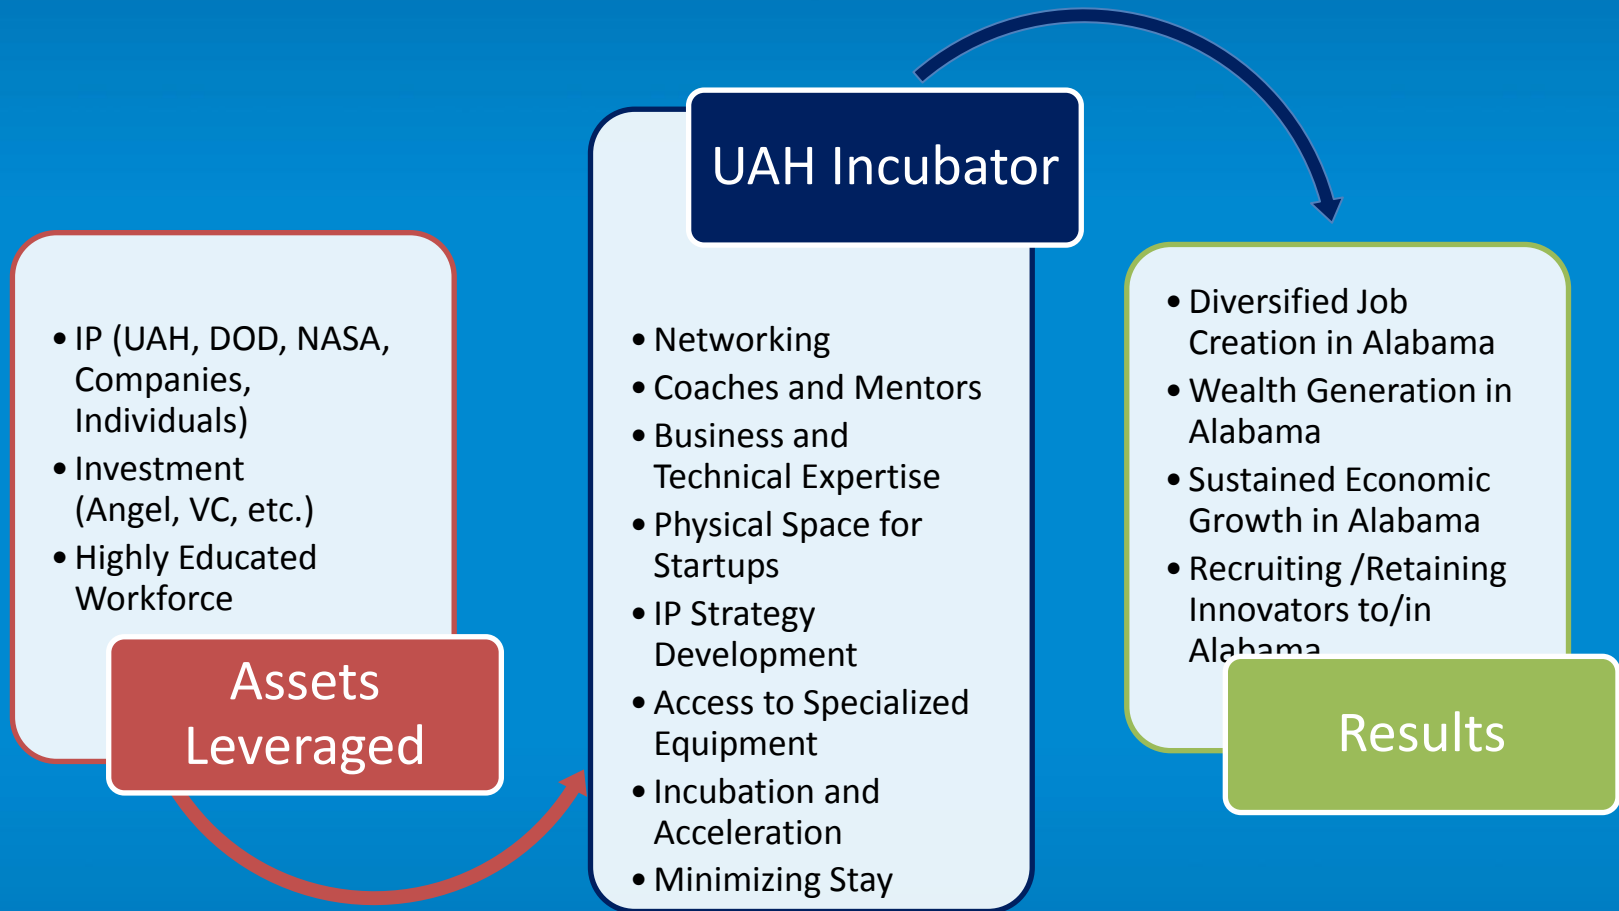 • IP (UAH, DOD, NASA,
Companies,
Individuals)
• Investment
(Angel, VC, etc.)
• Highly Educated
Workforce
Assets
Leveraged
UAH Incubator
• Networking
• Coaches and Mentors
• Business and
Technical Expertise
• Physical Space for
Startups
• IP Strategy
Development
• Access to Specialized
Equipment
• Incubation and
Acceleration
• Minimizing Stay
• Diversified Job
Creation in Alabama
• Wealth Generation in
Alabama
• Sustained Economic
Growth in Alabama
• Recruiting /Retaining
Innovators to/in
Alabama
Results